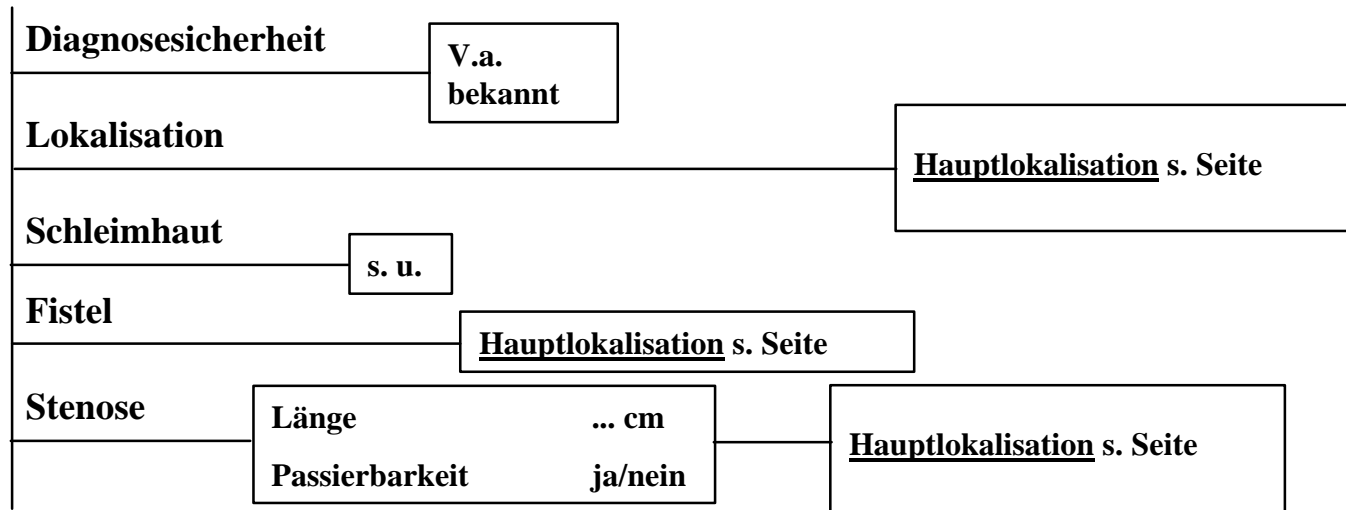 Diagnosesicherheit
V.a.
bekannt
Lokalisation
Hauptlokalisation s. Seite
Schleimhaut
s. u.
Fistel
Hauptlokalisation s. Seite
Stenose
Länge ... cm
Passierbarkeit ja/nein
Hauptlokalisation s. Seite